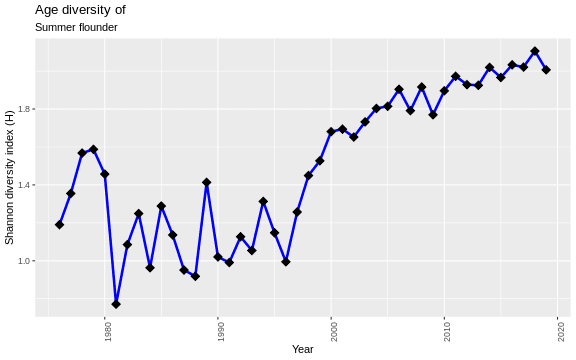 Age diversity of
Summer flounder
Shannon diversity index (H)
1.8
1.4
1.0
1980
1990
2000
2010
2020
Year